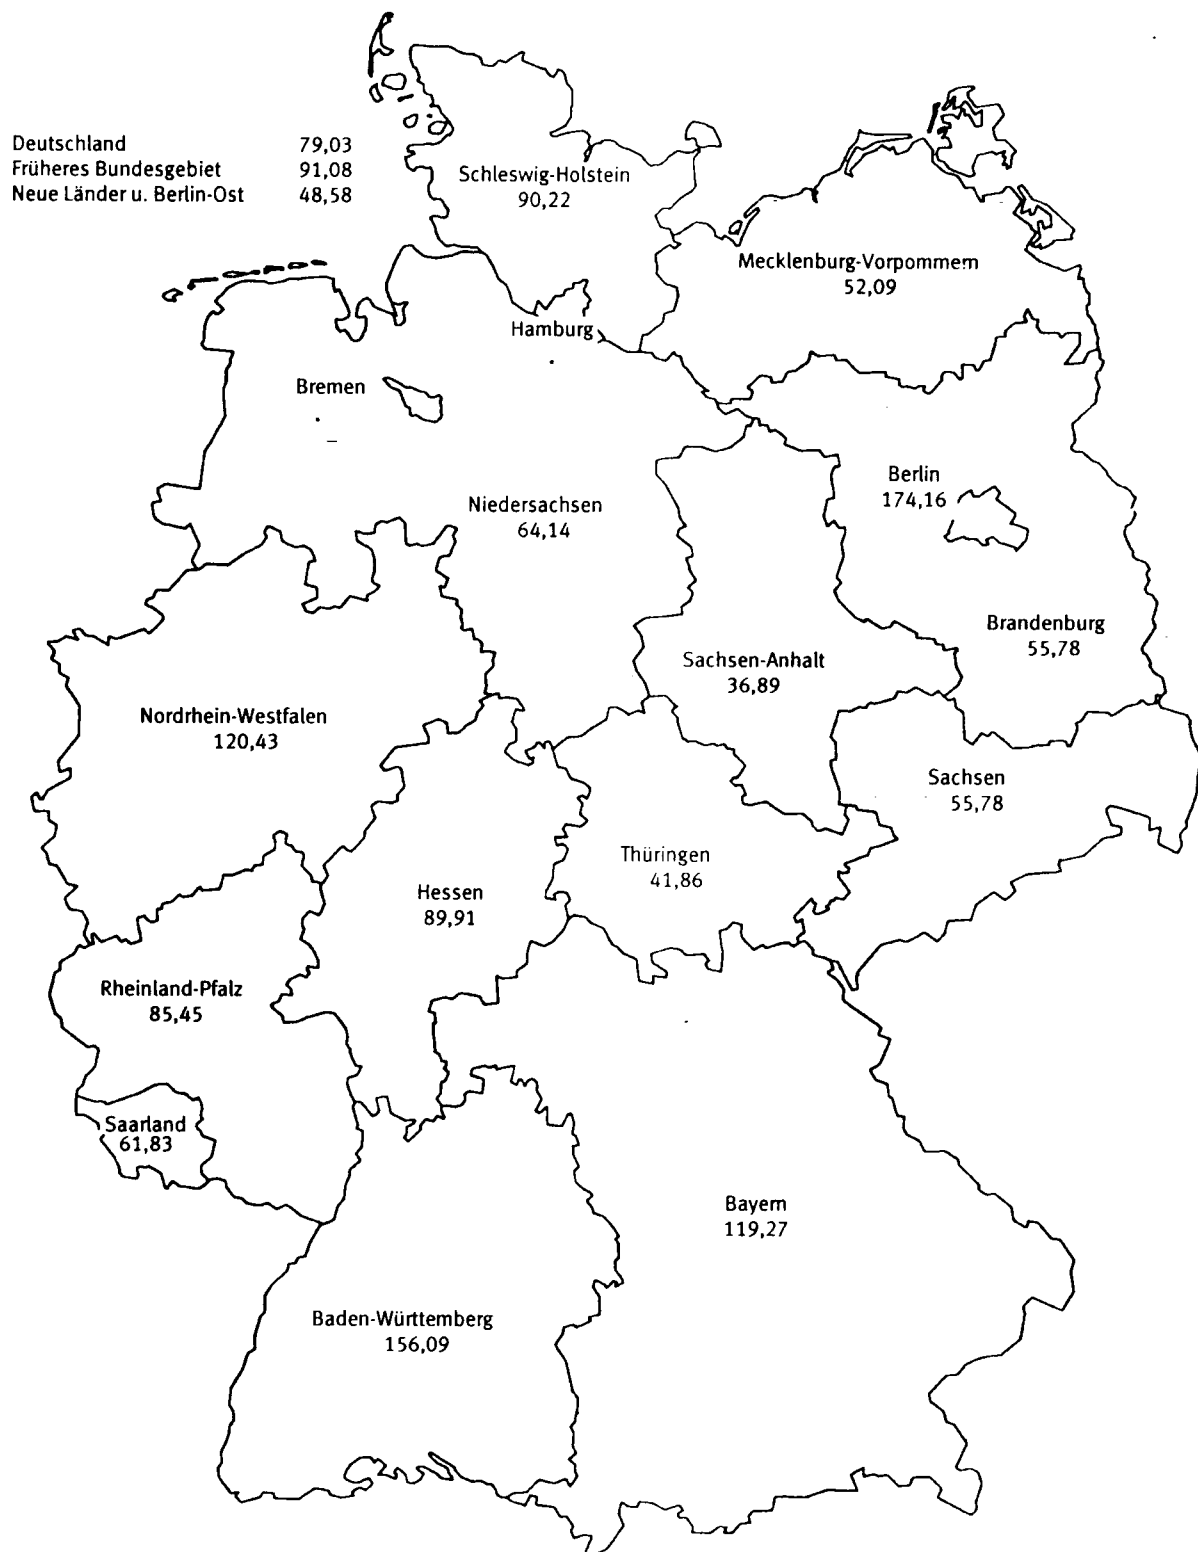 Deutschland 79,03
Früheres Bundesgebiet 91,08
Neue Länder u. Berlin-Ost 48,58
Schleswig-Holstein
90,22
Mecklenburg-Vorpommern
52,09
Hamburg
Bremen
Berlin
174,16
Niedersachsen
64,14
Brandenburg
55,78
Sachsen-Anhalt
36,89
Nordrhein-Westfalen
120,43
Sachsen
55,78
Thüringen
41,86
Hessen
89,91
Rheinland-Pfalz
85,45
Saarland
61,83
Bayern
119,27
Baden-Württemberg
156,09